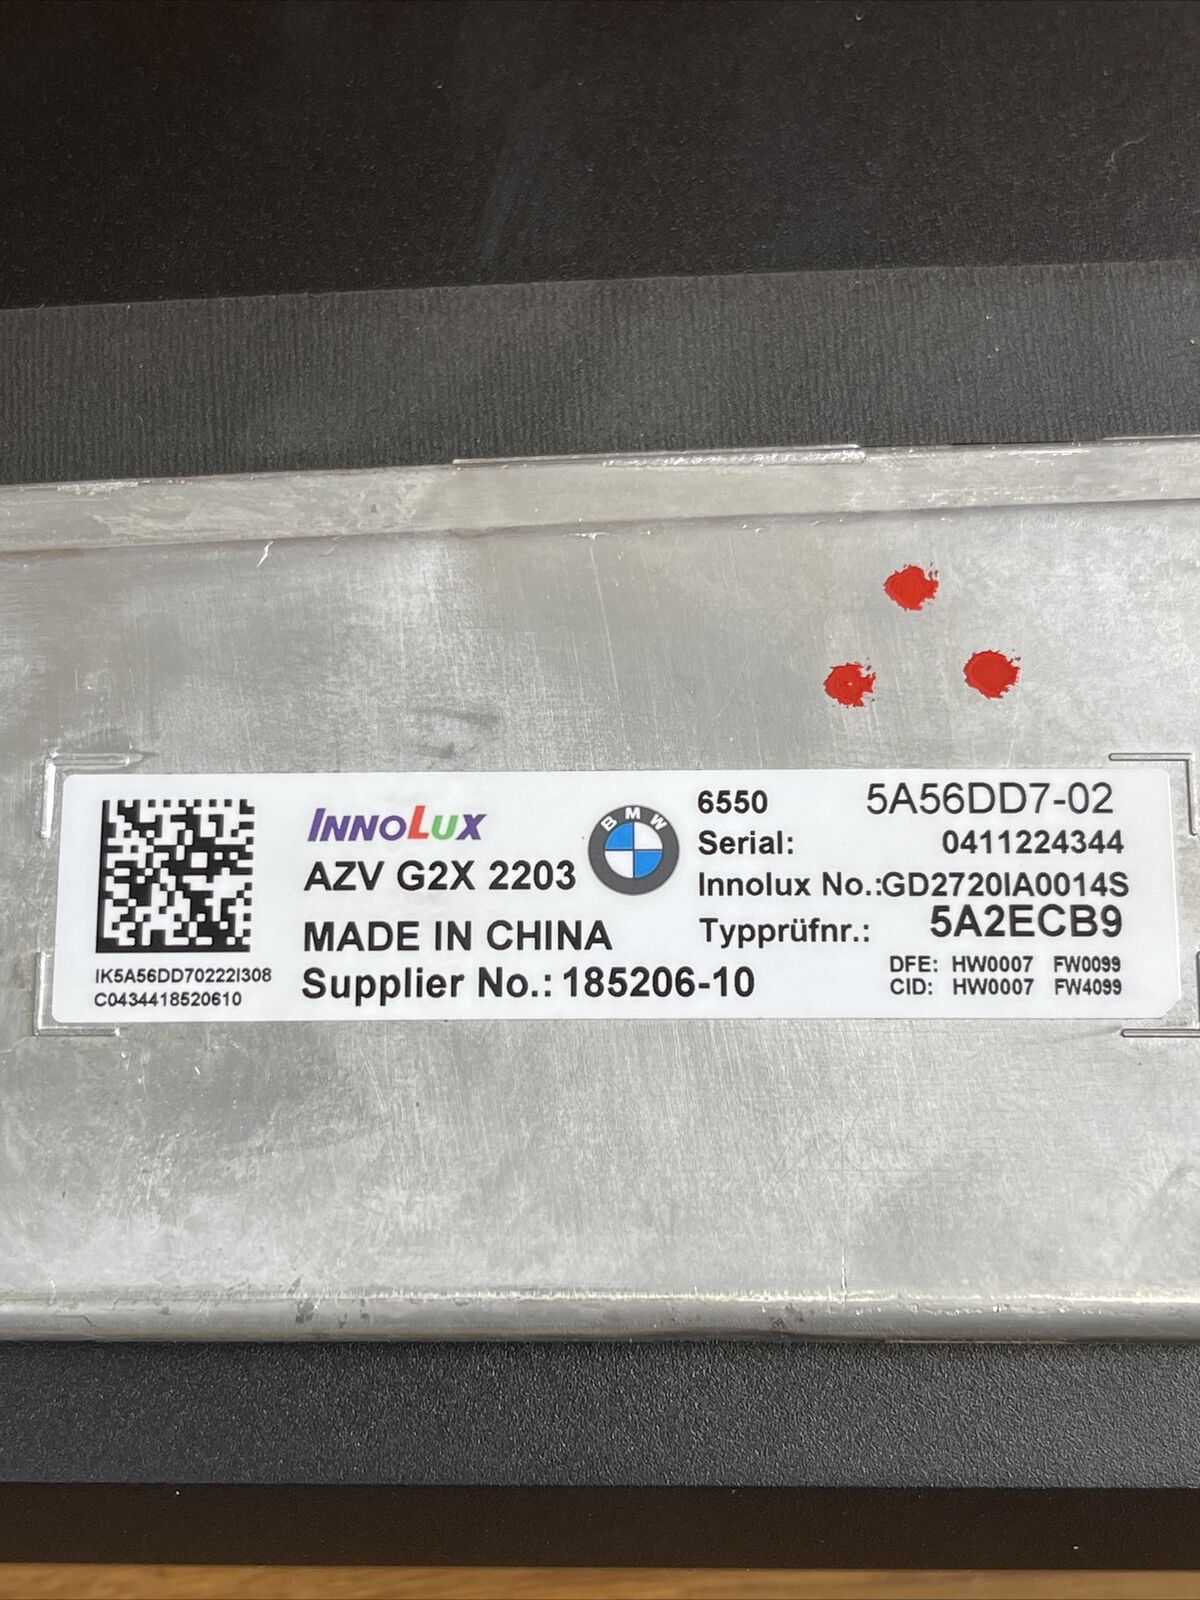 INNOLUX
AZV G2X 2203
MADE IN CHINA
Supplier No.: 185206-10
IK5A56DD70222I308
C0434418520610
BMW
6550 5A56DD7-02
Serial: 0411224344
Innolux No.:GD2720IA0014S
Typprüfnr.: 5A2ECB9
DFE: HW0007 FW0099
CID: HW0007 FW4099